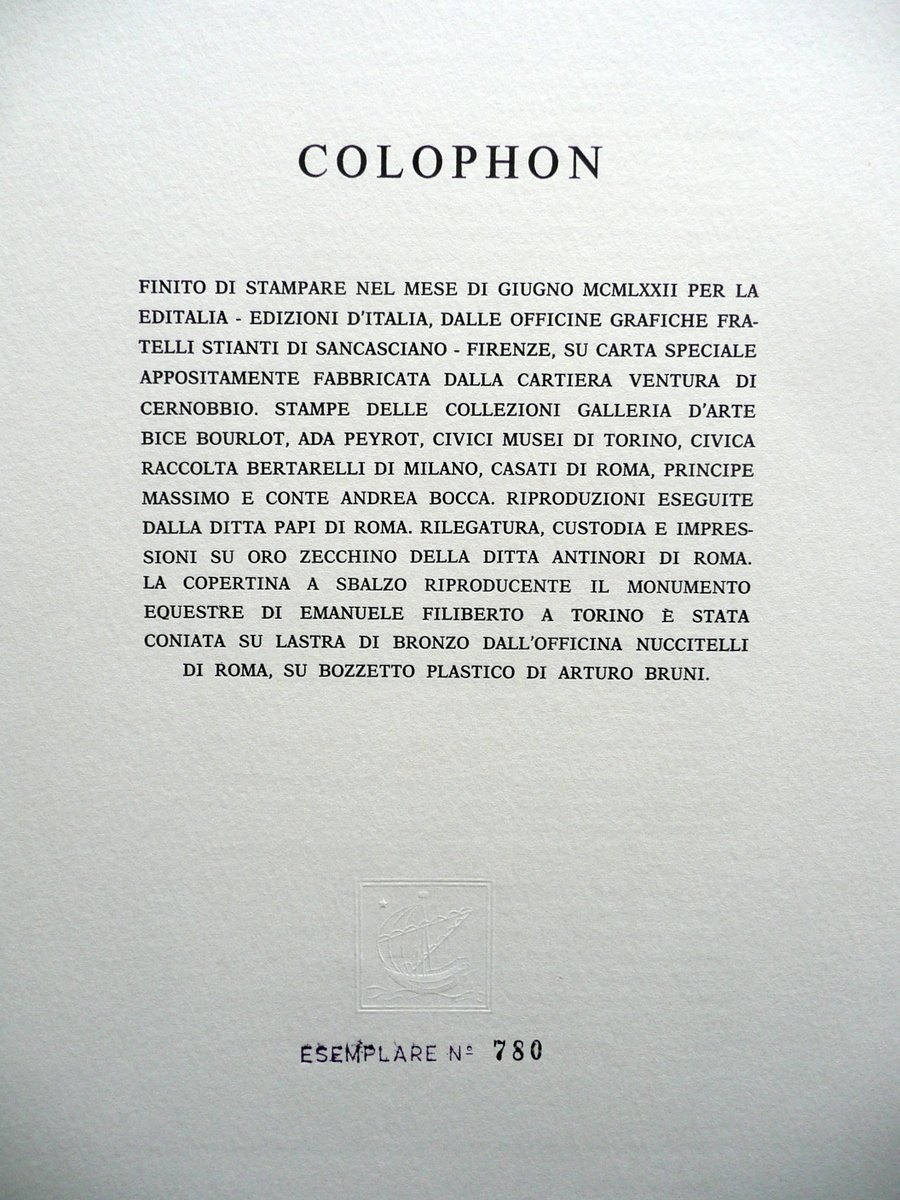 COLOPHON
FINITO DI STAMPARE NEL MESE DI GIUGNO MCMLXXII PER LA
EDITALIA - EDIZIONI D'ITALIA, DALLE OFFICINE GRAFICHE FRA-
TELLI STIANTI DI SANCASCIANO - FIRENZE, SU CARTA SPECIALE
APPOSITAMENTE FABBRICATA DALLA CARTIERA VENTURA DI
CERNOBBIO. STAMPE DELLE COLLEZIONI GALLERIA D'ARTE
BICE BOURLOT, ADA PEYROT, CIVICI MUSEI DI TORINO, CIVICA
RACCOLTA BERTARELLI DI MILANO, CASATI DI ROMA, PRINCIPE
MASSIMO E CONTE ANDREA BOCCA. RIPRODUZIONI ESEGUITE
DALLA DITTA PAPI DI ROMA. RILEGATURA, CUSTODIA E IMPRES-
SIONI SU ORO ZECCHINO DELLA DITTA ANTINORI DI ROMA.
LA COPERTINA A SBALZO RIPRODUCENTE IL MONUMENTO
EQUESTRE DI EMANUELE FILIBERTO A TORINO È STATA
CONIATA SU LASTRA DI BRONZO DALL'OFFICINA NUCCITELLI
DI ROMA, SU BOZZETTO PLASTICO DI ARTURO BRUNI.
ESEMPLARE Nº 780